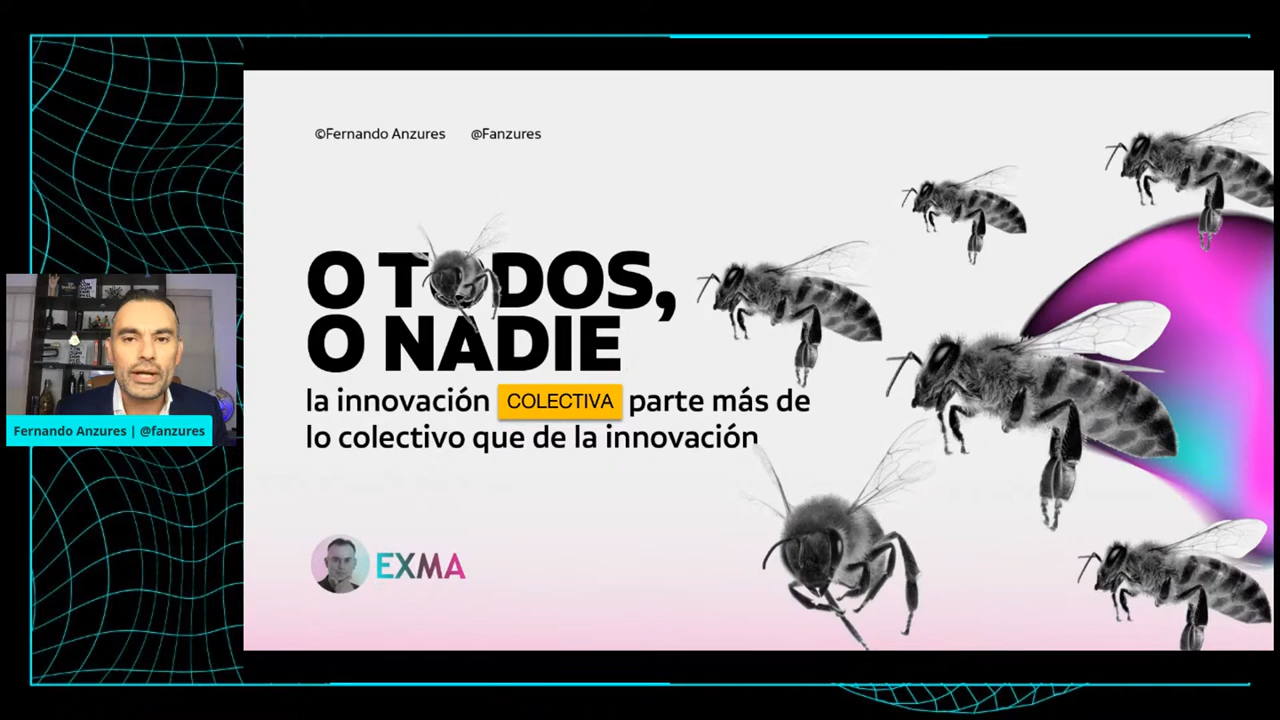 ©Fernando Anzures @Fanzures
O TODOS,
O NADIE
la innovación COLECTIVA parte más de
lo colectivo que de la innovación
EXMA
Fernando Anzures | @fanzures